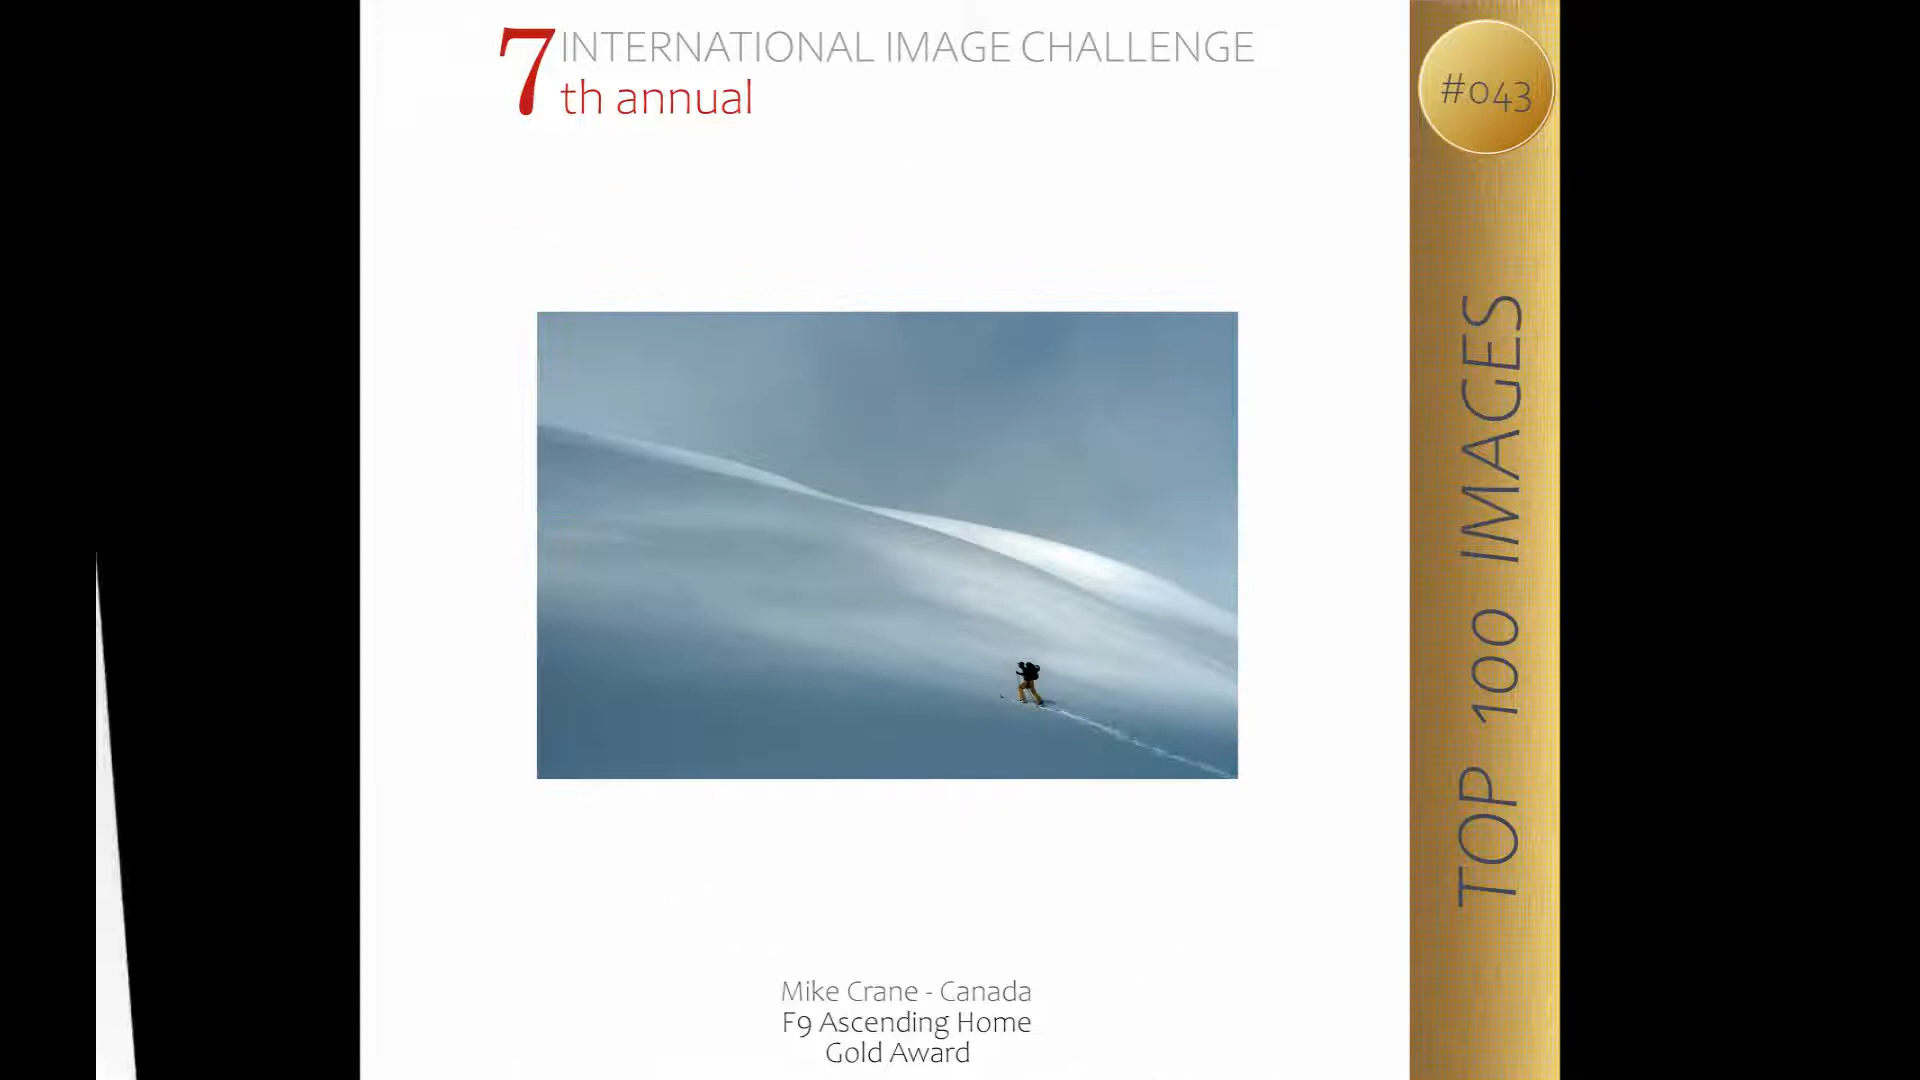 7 INTERNATIONAL IMAGE CHALLENGE
th annual
#043
TOP 100 IMAGES
Mike Crane - Canada
F9 Ascending Home
Gold Award